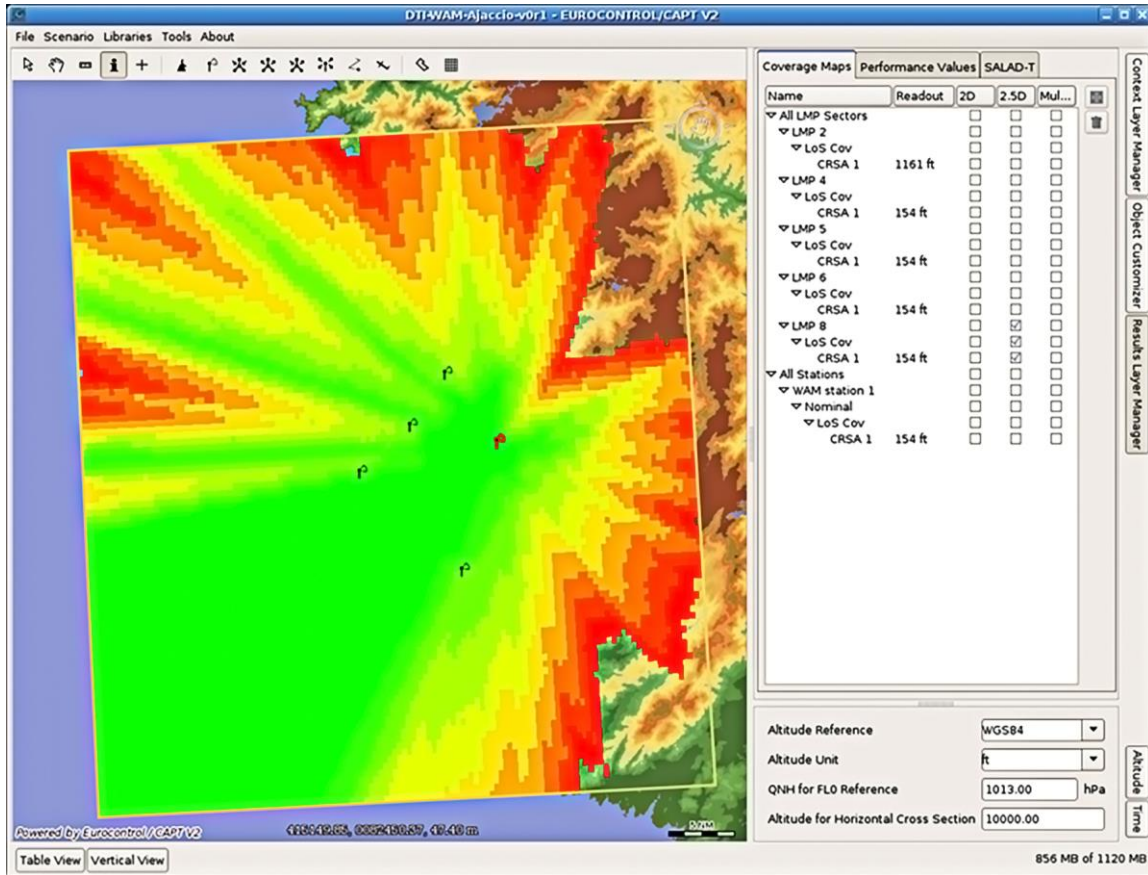 DTI-WAM-Ajaccio-v0r1 - EUROCONTROL/CAPT V2
File Scenario Libraries Tools About
Coverage Maps Performance Values SALAD-T
Name Readout 2D 2.5D Mul...
All LMP Sectors
LMP 2
LoS Cov
CRSA 1 1161 ft
LMP 4
LoS Cov
CRSA 1 154 ft
LMP 5
LoS Cov
CRSA 1 154 ft
LMP 6
LoS Cov
CRSA 1 154 ft
LMP 8
LoS Cov
CRSA 1 154 ft
All Stations
WAM station 1
Nominal
LoS Cov
CRSA 1 154 ft
Context Layer Manager
Object Customizer
Results Layer Manager
Altitude Reference WGS84
Altitude Unit ft
QNH for FL0 Reference 1013.00 hPa
Altitude for Horizontal Cross Section 10000.00
Altitude
Time
Powered by Eurocontrol / CAPT V2
47.40 m
Table View Vertical View
856 MB of 1120 MB